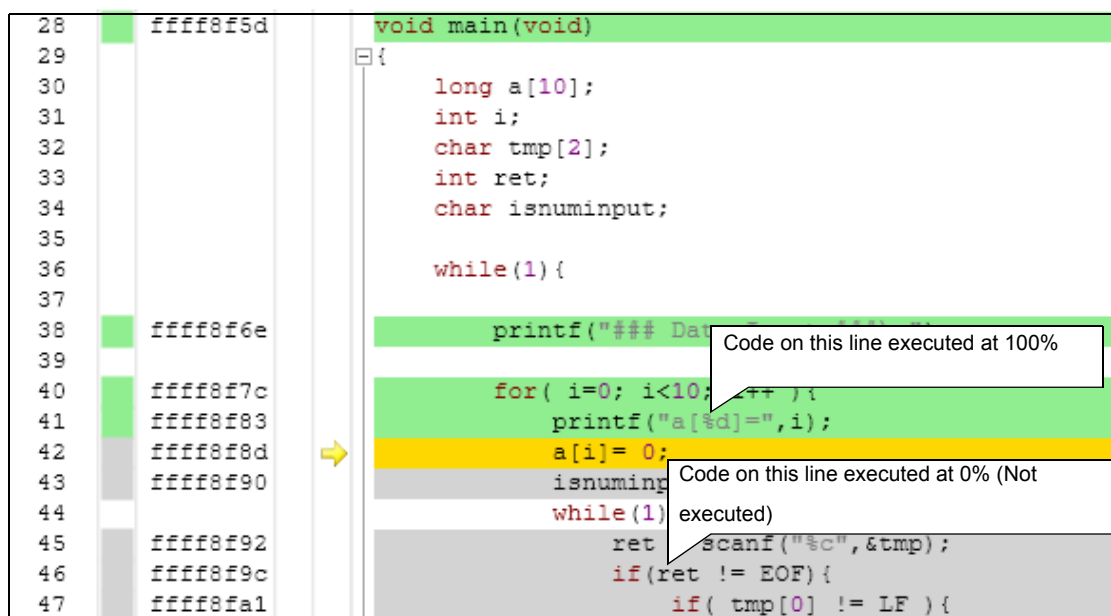 28 ffff8f5d void main(void)
29 {
30 long a[10];
31 int i;
32 char tmp[2];
33 int ret;
34 char isnuminput;
35
36 while(1){
37
38 ffff8f6e printf("###
Code on this line executed at 100%
39
40 ffff8f7c for( i=0; i<10; i++ ){
41 ffff8f83 printf("a[%d]=",i);
42 ffff8f8d a[i]= 0;
43 ffff8f90
Code on this line executed at 0% (Not
executed)
44 while(1)
45 ffff8f92 ret scanf("%c",&tmp);
46 ffff8f9c if(ret != EOF){
47 ffff8fa1 if( tmp[0] != LF ){